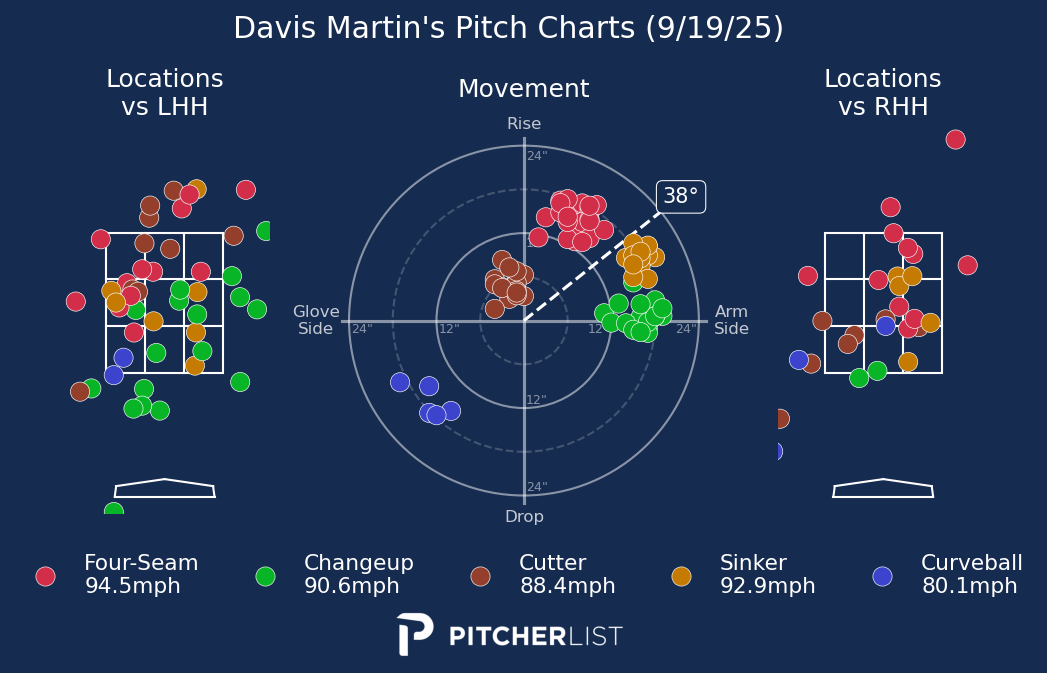 Davis Martin's Pitch Charts (9/19/25)
Locations
vs LHH
Movement
Locations
vs RHH
Rise
24"
38°
Glove
Side
24"
12"
12"
24"
Arm
Side
12"
24"
Drop
Four-Seam
94.5mph
Changeup
90.6mph
Cutter
88.4mph
Sinker
92.9mph
Curveball
80.1mph
PITCHERLIST